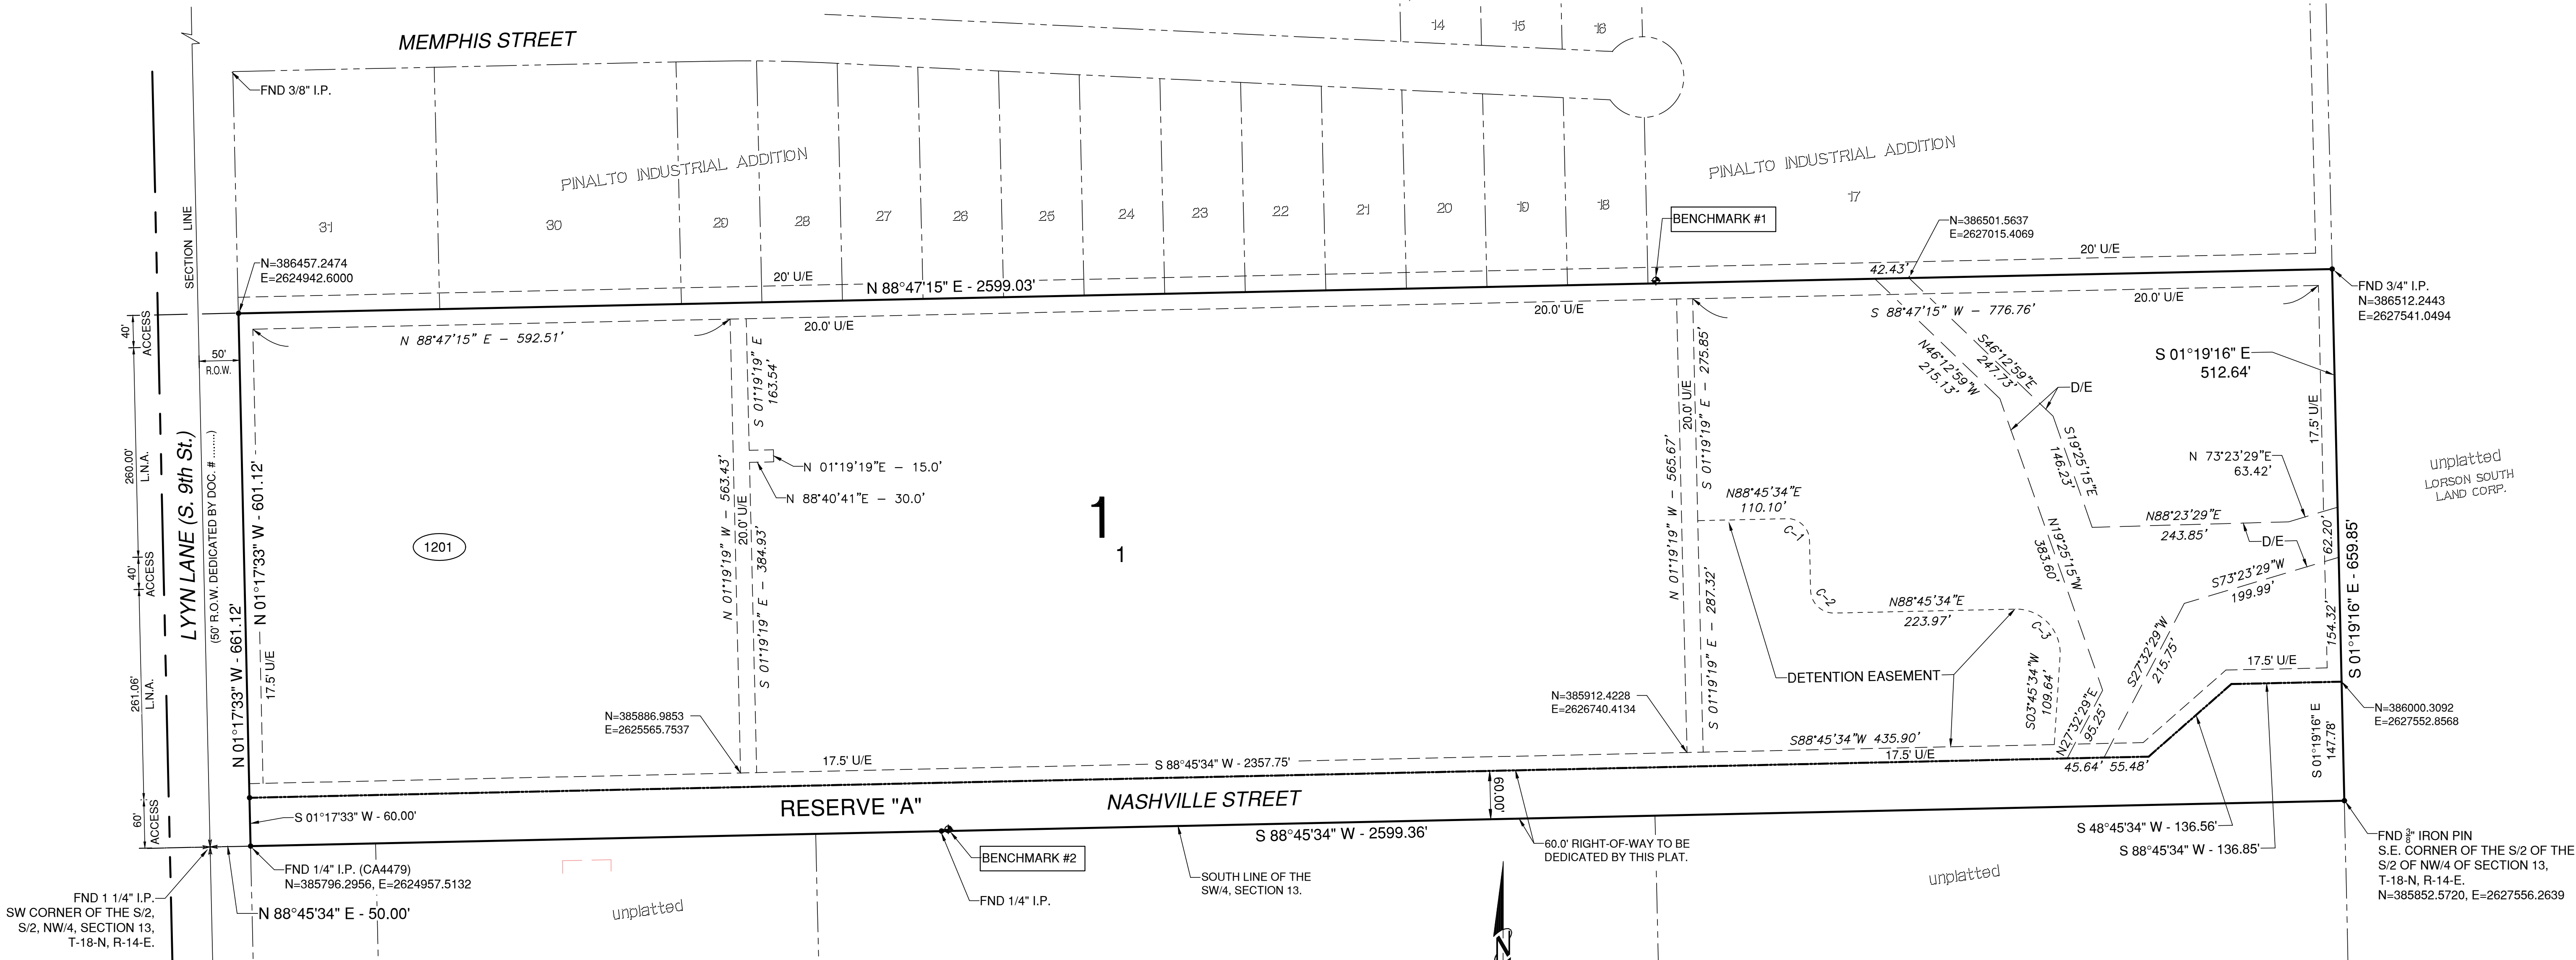 MEMPHIS STREET
14
15
16
FND 3/8" I.P.
PINALTO INDUSTRIAL ADDITION
PINALTO INDUSTRIAL ADDITION
17
31
30
29
28
27
26
25
24
23
22
21
20
19
18
BENCHMARK #1
N=386501.5637
E=2627015.4069
SECTION LINE
N=386457.2474
E=2624942.6000
20' U/E
N 88°47'15" E - 2599.03'
42.43'
20' U/E
FND 3/4" I.P.
N=386512.2443
E=2627541.0494
40'
ACCESS
50'
R.O.W.
N 88°47'15" E - 592.51'
20.0' U/E
20.0' U/E
S 88°47'15" W - 776.76'
20.0' U/E
S 01°19'19" E
163.54'
20.0' U/E
S 01°19'19" E - 275.85'
N46°12'59"W
215.13'
S46°12'59"E
247.73'
D/E
S 01°19'16" E
512.64'
17.5' U/E
260.00'
L.N.A.
LYYN LANE (S. 9th St.)
(50' R.O.W. DEDICATED BY DOC. # ........)
N 01°17'33" W - 601.12'
N 01°17'33" W - 661.12'
17.5' U/E
1201
N 01°19'19" W - 563.43'
20.0' U/E
S 01°19'19" E - 384.93'
N 01°19'19"E - 15.0'
N 88°40'41"E - 30.0'
1
1
N 01°19'19" W - 565.67'
S 01°19'19" E - 287.32'
N88°45'34"E
110.10'
C-1
C-2
N88°45'34"E
223.97'
C-3
S03°45'34"W
109.64'
DETENTION EASEMENT
S19°25'15"E
146.23'
N19°25'15"W
383.60'
N88°23'29"E
243.85'
N 73°23'29"E
63.42'
D/E
S73°23'29"W
199.99'
S27°32'29"W
215.75'
N27°32'29"E
95.25'
62.20'
154.32'
S 01°19'16" E - 659.85'
17.5' U/E
unplatted
LORSON SOUTH
LAND CORP.
40'
ACCESS
261.06'
L.N.A.
N=385886.9853
E=2625565.7537
N=385912.4228
E=2626740.4134
N=386000.3092
E=2627552.8568
S88°45'34"W 435.90'
17.5' U/E
45.64'
55.48'
S 01°19'16" E
147.78'
17.5' U/E
S 88°45'34" W - 2357.75'
60.00'
RESERVE "A"
NASHVILLE STREET
60'
ACCESS
S 01°17'33" W - 60.00'
S 88°45'34" W - 2599.36'
S 48°45'34" W - 136.56'
S 88°45'34" W - 136.85'
60.0' RIGHT-OF-WAY TO BE
DEDICATED BY THIS PLAT.
BENCHMARK #2
FND 1/4" I.P.
SOUTH LINE OF THE
SW/4, SECTION 13.
FND 1/4" I.P. (CA4479)
N=385796.2956, E=2624957.5132
FND 1 1/4" I.P.
SW CORNER OF THE S/2,
S/2, NW/4, SECTION 13,
T-18-N, R-14-E.
N 88°45'34" E - 50.00'
unplatted
unplatted
FND 3/8" IRON PIN
S.E. CORNER OF THE S/2 OF THE
S/2 OF NW/4 OF SECTION 13,
T-18-N, R-14-E.
N=385852.5720, E=2627556.2639
N